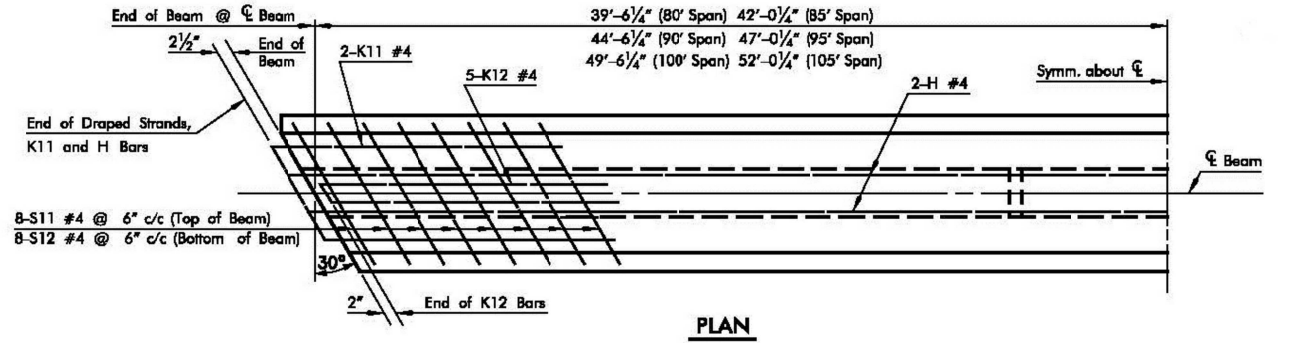 End of Beam @ ℄ Beam
39'-6¼" (80' Span) 42'-0¼" (85' Span)
44'-6¼" (90' Span) 47'-0¼" (95' Span)
49'-6¼" (100' Span) 52'-0¼" (105' Span)
2½"
End of
Beam
2-K11 #4
5-K12 #4
2-H #4
Symm. about ℄
End of Draped Strands,
K11 and H Bars
℄ Beam
8-S11 #4 @ 6" c/c (Top of Beam)
8-S12 #4 @ 6" c/c (Bottom of Beam)
30°
2"
End of K12 Bars
PLAN